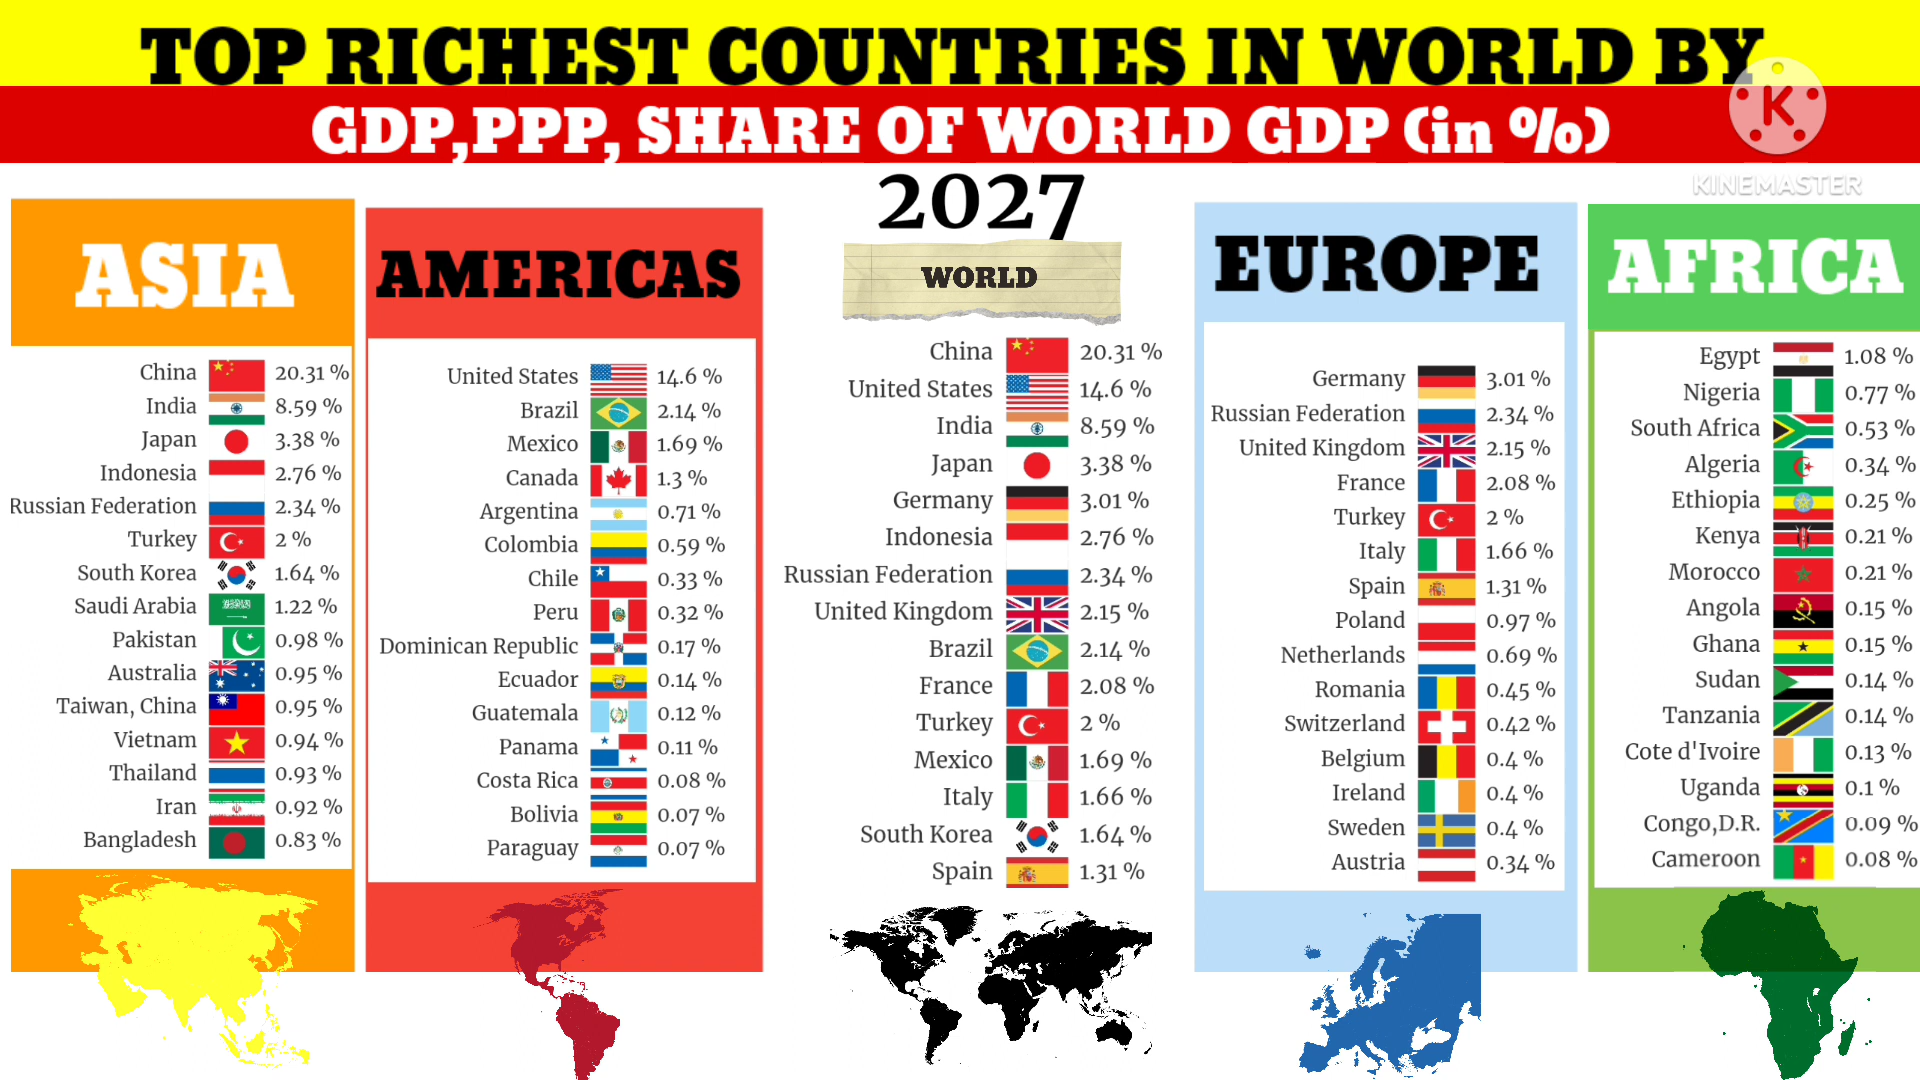 TOP RICHEST COUNTRIES IN WORLD BY
GDP,PPP, SHARE OF WORLD GDP (in %)
K
KINEMASTER
2027
ASIA
China 20.31 %
India 8.59 %
Japan 3.38 %
Indonesia 2.76 %
Russian Federation 2.34 %
Turkey 2 %
South Korea 1.64 %
Saudi Arabia 1.22 %
Pakistan 0.98 %
Australia 0.95 %
Taiwan, China 0.95 %
Vietnam 0.94 %
Thailand 0.93 %
Iran 0.92 %
Bangladesh 0.83 %
AMERICAS
United States 14.6 %
Brazil 2.14 %
Mexico 1.69 %
Canada 1.3 %
Argentina 0.71 %
Colombia 0.59 %
Chile 0.33 %
Peru 0.32 %
Dominican Republic 0.17 %
Ecuador 0.14 %
Guatemala 0.12 %
Panama 0.11 %
Costa Rica 0.08 %
Bolivia 0.07 %
Paraguay 0.07 %
WORLD
China 20.31 %
United States 14.6 %
India 8.59 %
Japan 3.38 %
Germany 3.01 %
Indonesia 2.76 %
Russian Federation 2.34 %
United Kingdom 2.15 %
Brazil 2.14 %
France 2.08 %
Turkey 2 %
Mexico 1.69 %
Italy 1.66 %
South Korea 1.64 %
Spain 1.31 %
EUROPE
Germany 3.01 %
Russian Federation 2.34 %
United Kingdom 2.15 %
France 2.08 %
Turkey 2 %
Italy 1.66 %
Spain 1.31 %
Poland 0.97 %
Netherlands 0.69 %
Romania 0.45 %
Switzerland 0.42 %
Belgium 0.4 %
Ireland 0.4 %
Sweden 0.4 %
Austria 0.34 %
AFRICA
Egypt 1.08 %
Nigeria 0.77 %
South Africa 0.53 %
Algeria 0.34 %
Ethiopia 0.25 %
Kenya 0.21 %
Morocco 0.21 %
Angola 0.15 %
Ghana 0.15 %
Sudan 0.14 %
Tanzania 0.14 %
Cote d'Ivoire 0.13 %
Uganda 0.1 %
Congo,D.R. 0.09 %
Cameroon 0.08 %